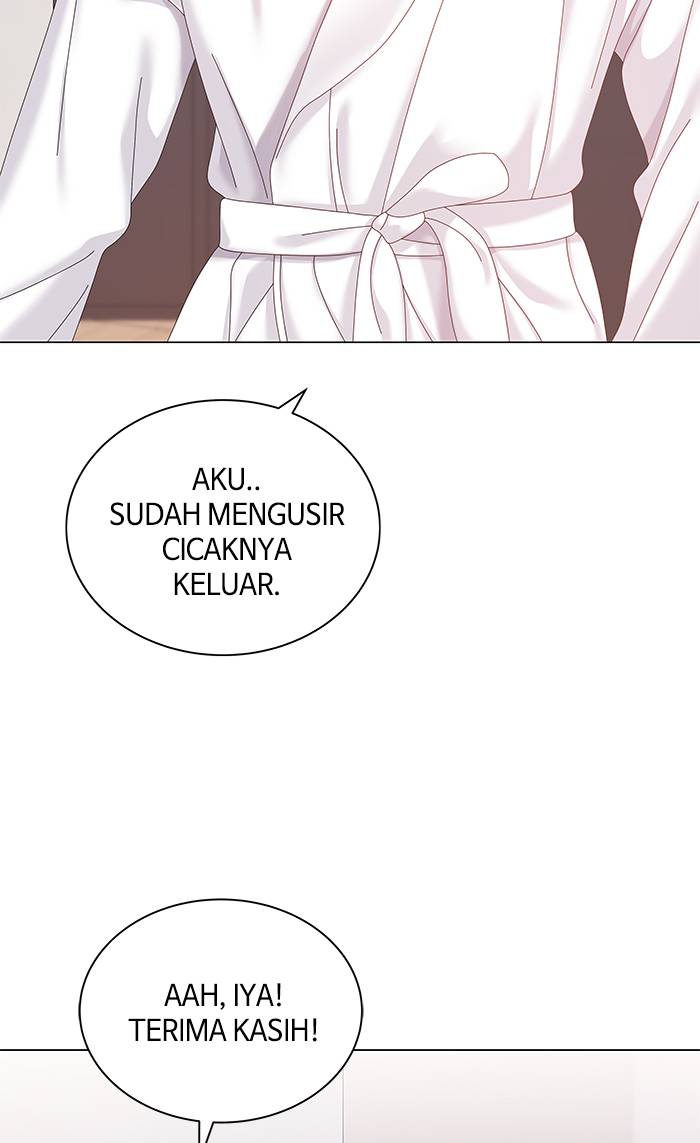 AKU..
SUDAH MENGUSIR
CICAKNYA
KELUAR.
AAH, IYA!
TERIMA KASIH!